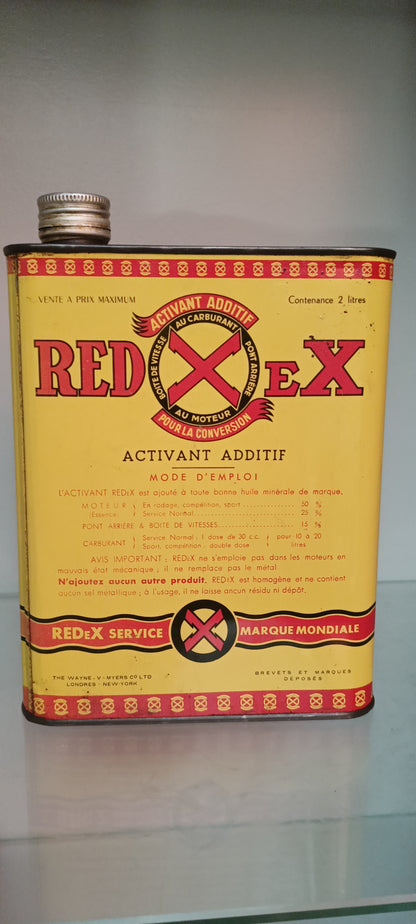 VENTE A PRIX MAXIMUM
Contenance 2 litres
ACTIVANT ADDITIF
AU CARBURANT
BOITE DE VITESSE
PONT ARRIERE
REDeX
AU MOTEUR
POUR LA CONVERSION
ACTIVANT ADDITIF
MODE D'EMPLOI
L'ACTIVANT REDeX est ajouté à toute bonne huile minérale de marque.
MOTEUR (Essence) { En rodage, compétition, sport .................. 50 %
Service Normal .................. 25 %
PONT ARRIÈRE & BOITE DE VITESSES .................. 15 %
CARBURANT { Service Normal : 1 dose de 30 c.c. } pour 10 à 20
Sport, compétition : double dose } litres
AVIS IMPORTANT : REDeX ne s'emploie pas dans les moteurs en
mauvais état mécanique ; il ne remplace pas le métal
N'ajoutez aucun autre produit. REDeX est homogène et ne contient
aucun sel métallique ; à l'usage, il ne laisse ancun résidu ni dépôt.
REDeX SERVICE
MARQUE MONDIALE
THE WAYNE-V-MYERS Co LTD
LONDRES - NEW-YORK
BREVETS ET MARQUES
DÉPOSÉS